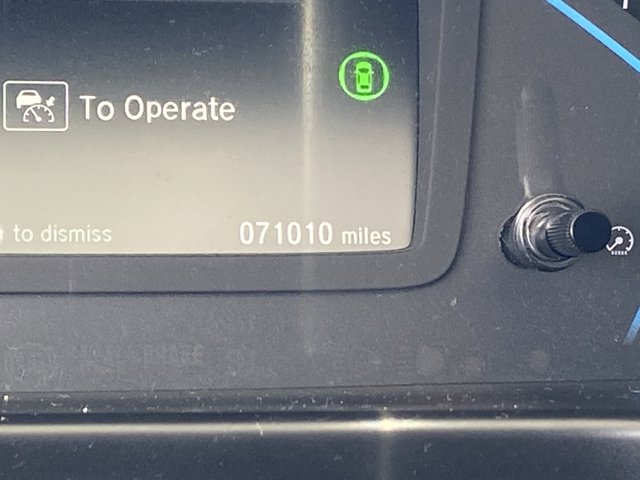 To Operate
to dismiss
071010 miles